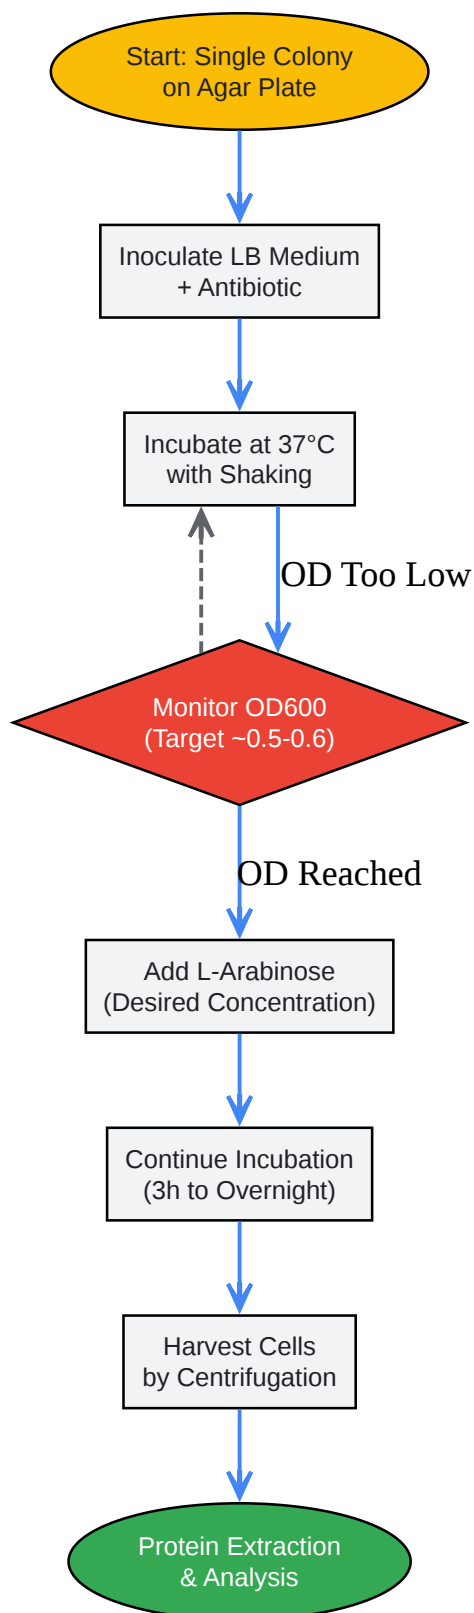 Start: Single Colony
on Agar Plate
Inoculate LB Medium
+ Antibiotic
Incubate at 37°C
with Shaking
OD Too Low
Monitor OD600
(Target ~0.5-0.6)
OD Reached
Add L-Arabinose
(Desired Concentration)
Continue Incubation
(3h to Overnight)
Harvest Cells
by Centrifugation
Protein Extraction
& Analysis